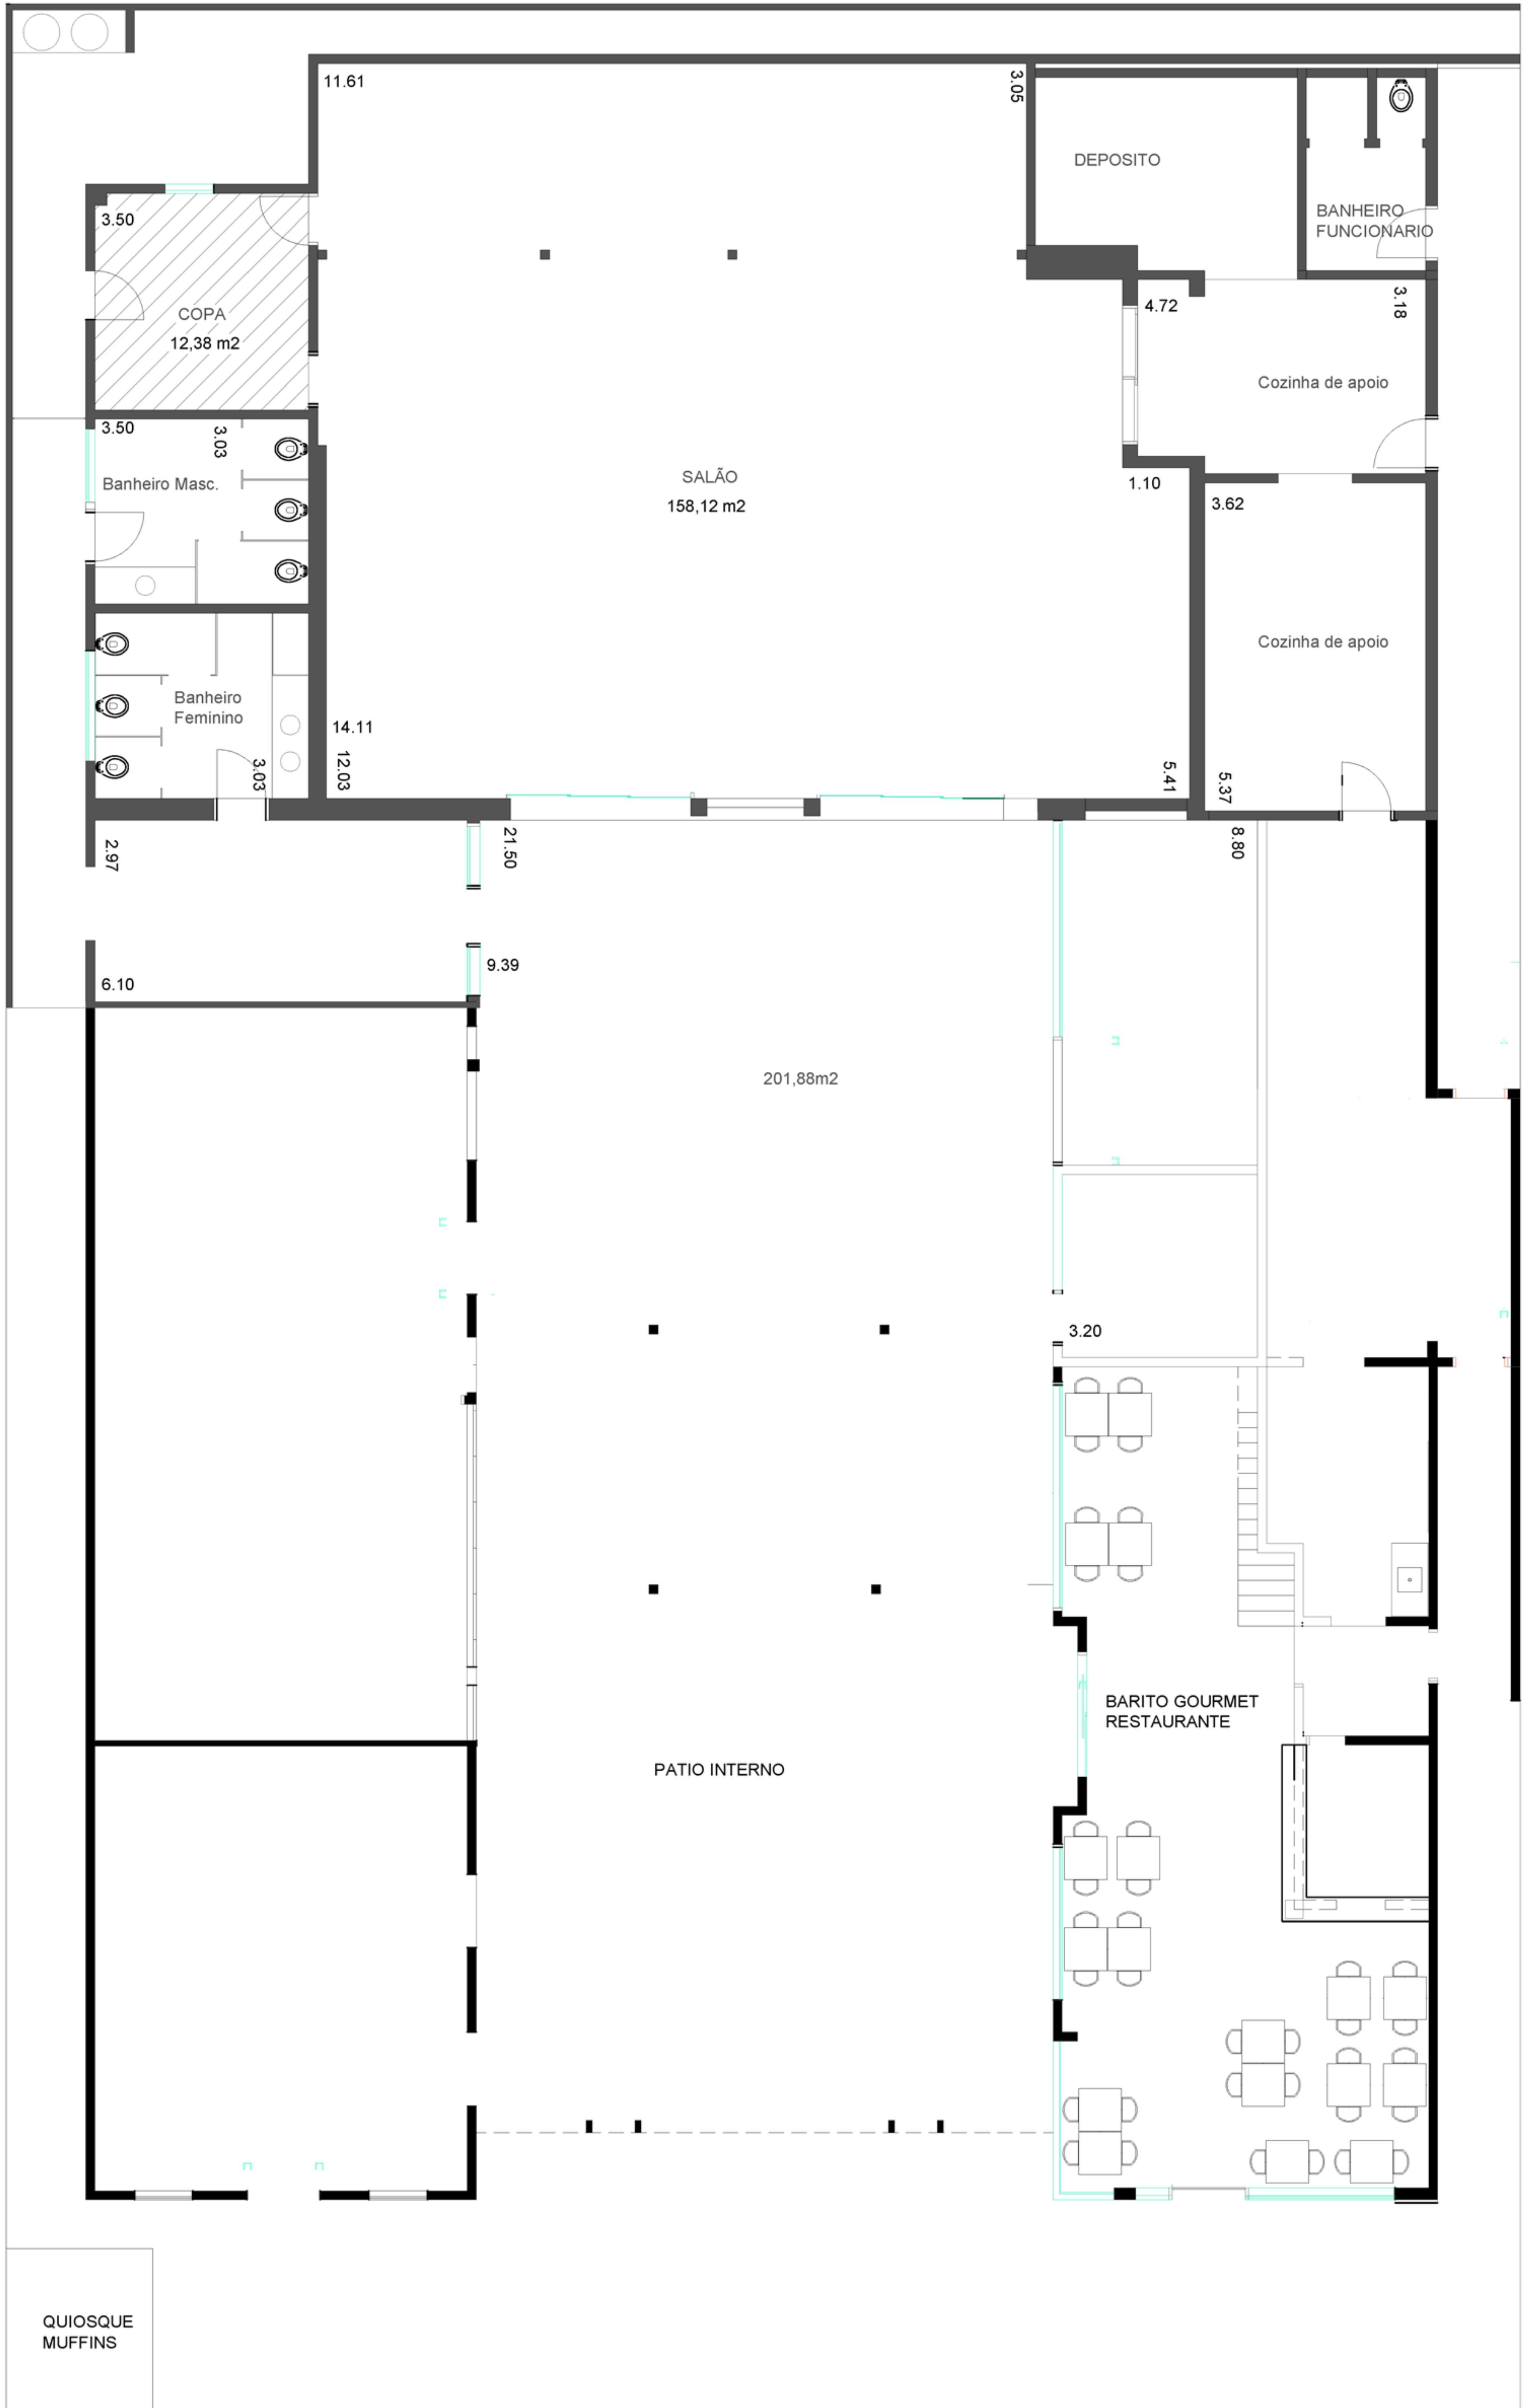 11.61
3.05
DEPOSITO
3.50
BANHEIRO
FUNCIONARIO
COPA
12,38 m2
4.72
3.18
Cozinha de apoio
3.50
3.03
Banheiro Masc.
SALÃO
158,12 m2
1.10
3.62
Cozinha de apoio
Banheiro
Feminino
3.03
14.11
12.03
5.41
5.37
2.97
21.50
8.80
6.10
9.39
201,88m2
3.20
BARITO GOURMET
RESTAURANTE
PATIO INTERNO
QUIOSQUE
MUFFINS